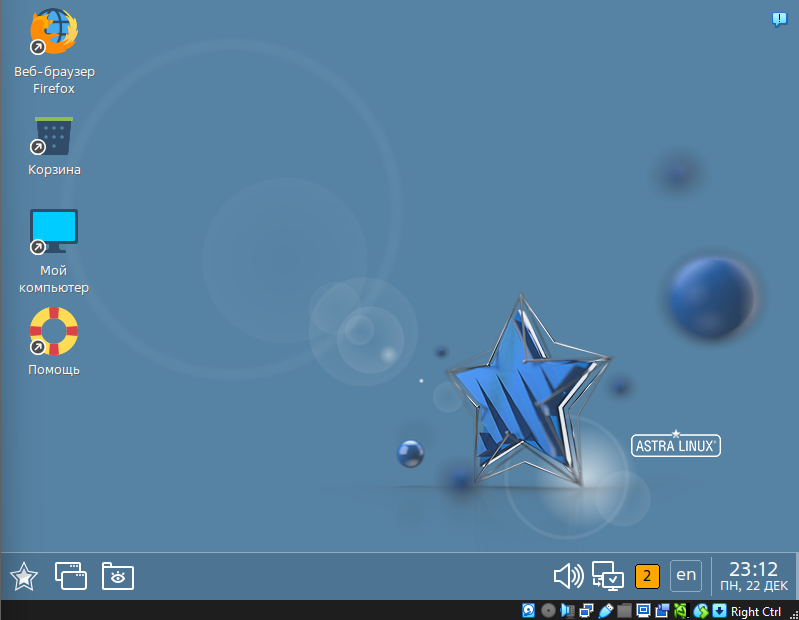 Веб-браузер
Firefox
Корзина
Мой
компьютер
Помощь
ASTRA LINUX®
2
en
23:12
ПН, 22 ДЕК
Right Ctrl